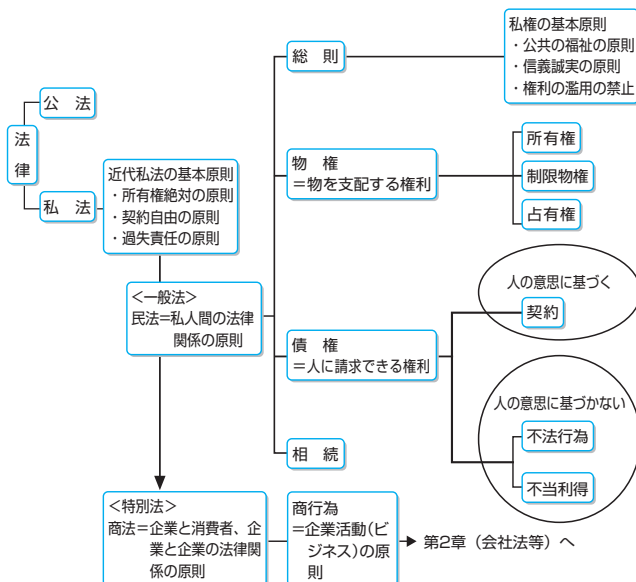 法
律
公 法
私 法
近代私法の基本原則
・所有権絶対の原則
・契約自由の原則
・過失責任の原則
<一般法>
民法=私人間の法律
関係の原則
総 則
私権の基本原則
・公共の福祉の原則
・信義誠実の原則
・権利の濫用の禁止
物 権
=物を支配する権利
所有権
制限物権
占有権
債 権
=人に請求できる権利
人の意思に基づく
契約
人の意思に基づかない
不法行為
不当利得
相 続
<特別法>
商法=企業と消費者、企
業と企業の法律関
係の原則
商行為
=企業活動(ビ
ジネス)の原
則
第2章(会社法等)へ